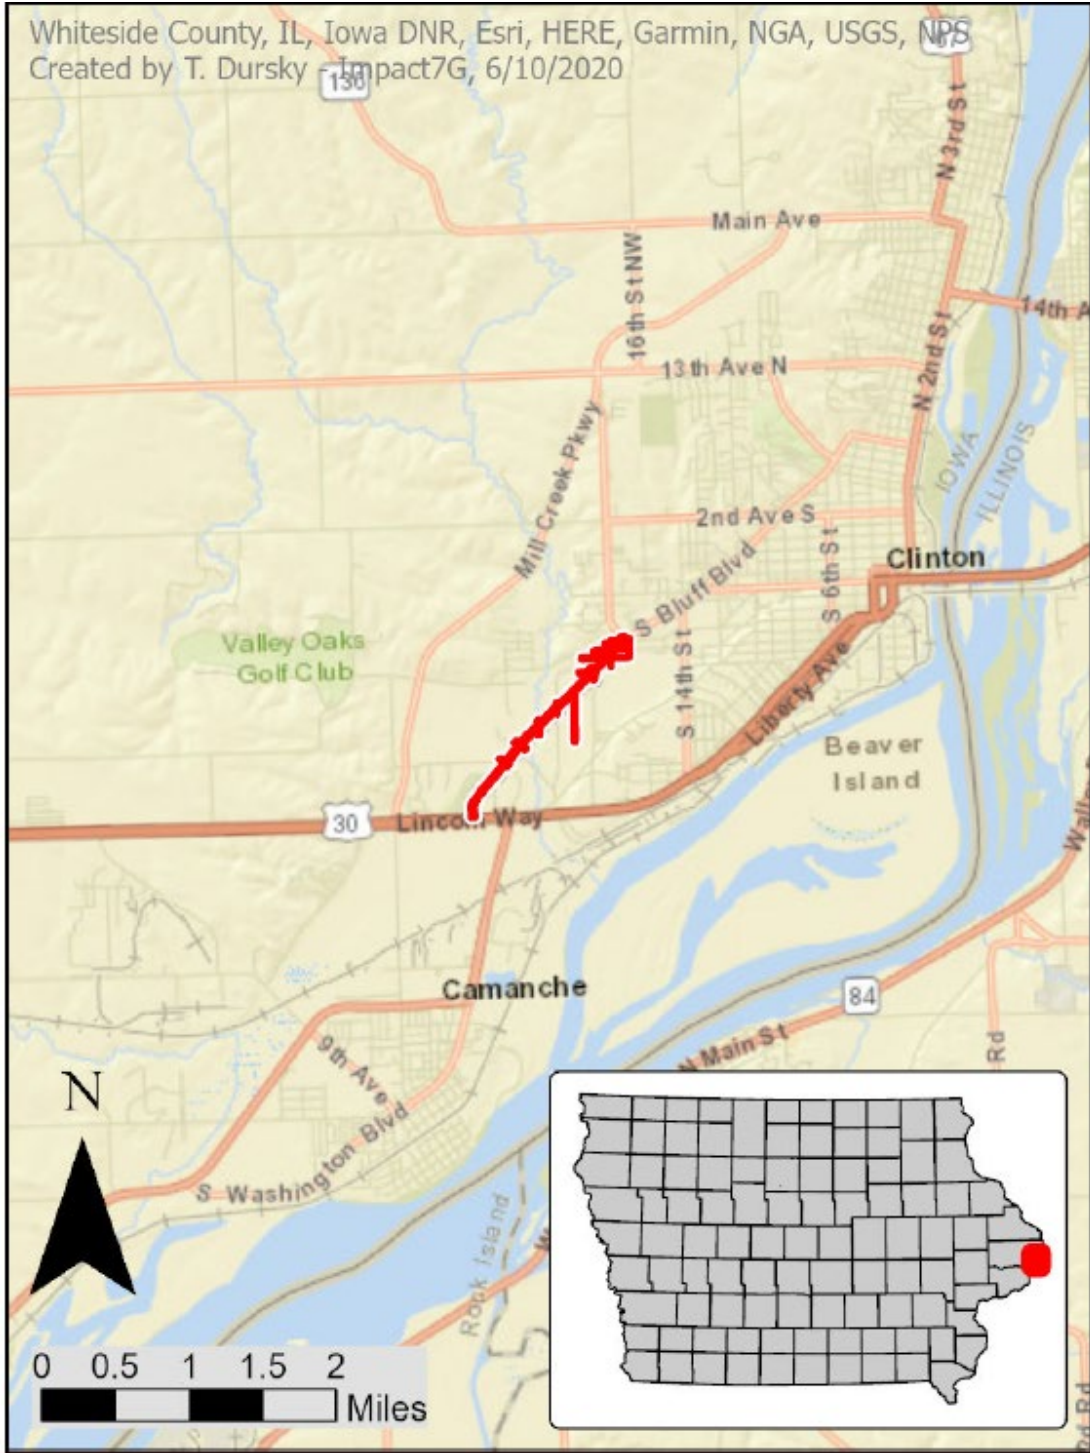 Whiteside County, IL, Iowa DNR, Esri, HERE, Garmin, NGA, USGS, NPS
Created by T. Dursky - Impact7G, 6/10/2020
67
136
N 3rd St
Main Ave
16th St NW
14th A
N 2nd St
13th Ave N
Mill Creek Pkwy
IOWA
ILLINOIS
2nd Ave S
Clinton
S 6th St
S Bluff Blvd
Valley Oaks
Golf Club
S 14th St
Liberty Ave
Beaver
Island
30
Lincoln Way
Camanche
84
N Main St
Rd
9th Ave
S Washington Blvd
Rock Island
N
0 0.5 1 1.5 2
Miles